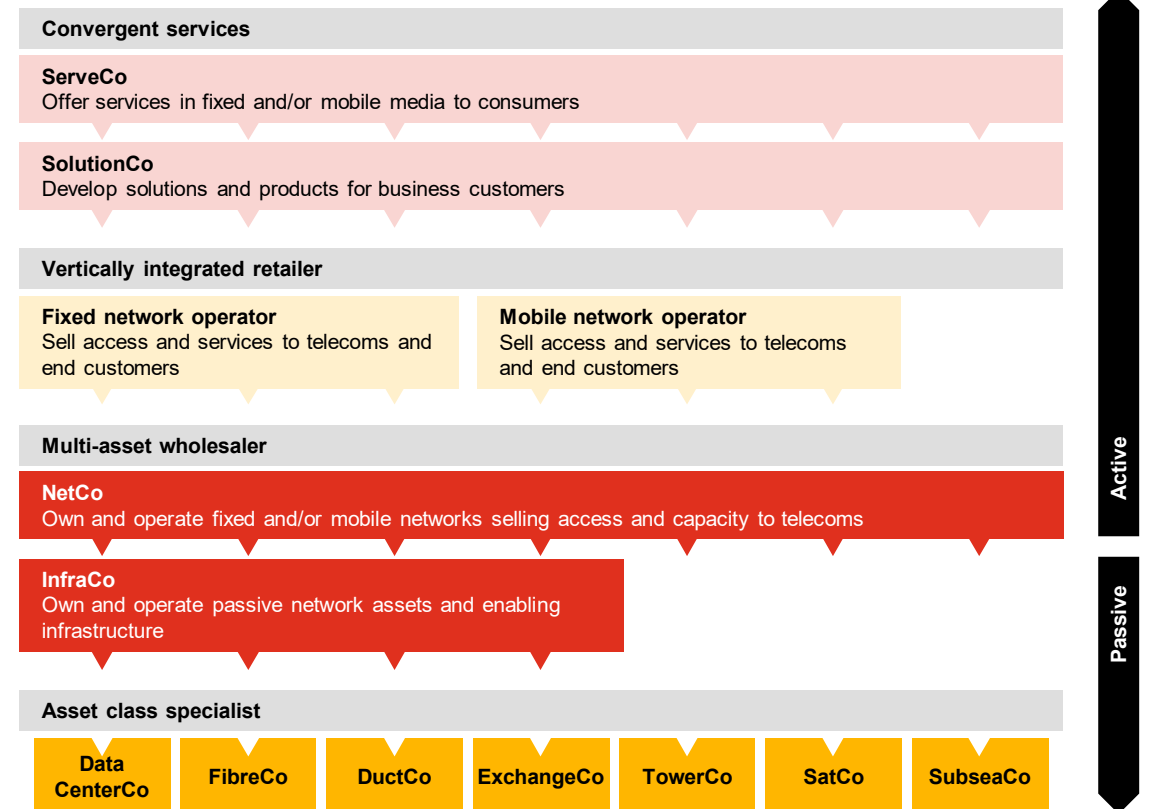 Convergent services
ServeCo
Offer services in fixed and/or mobile media to consumers
SolutionCo
Develop solutions and products for business customers
Vertically integrated retailer
Fixed network operator
Sell access and services to telecoms and
end customers
Mobile network operator
Sell access and services to telecoms
and end customers
Multi-asset wholesaler
NetCo
Own and operate fixed and/or mobile networks selling access and capacity to telecoms
InfraCo
Own and operate passive network assets and enabling
infrastructure
Asset class specialist
Data
CenterCo
FibreCo
DuctCo
ExchangeCo
TowerCo
SatCo
SubseaCo
Active
Passive